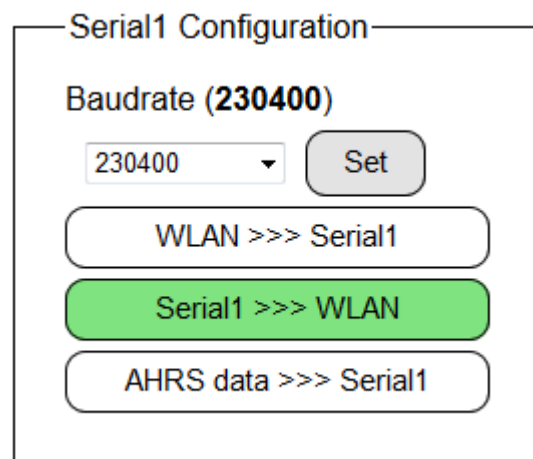 Serial1 Configuration
Baudrate (230400)
230400 Set
WLAN >>> Serial1
Serial1 >>> WLAN
AHRS data >>> Serial1